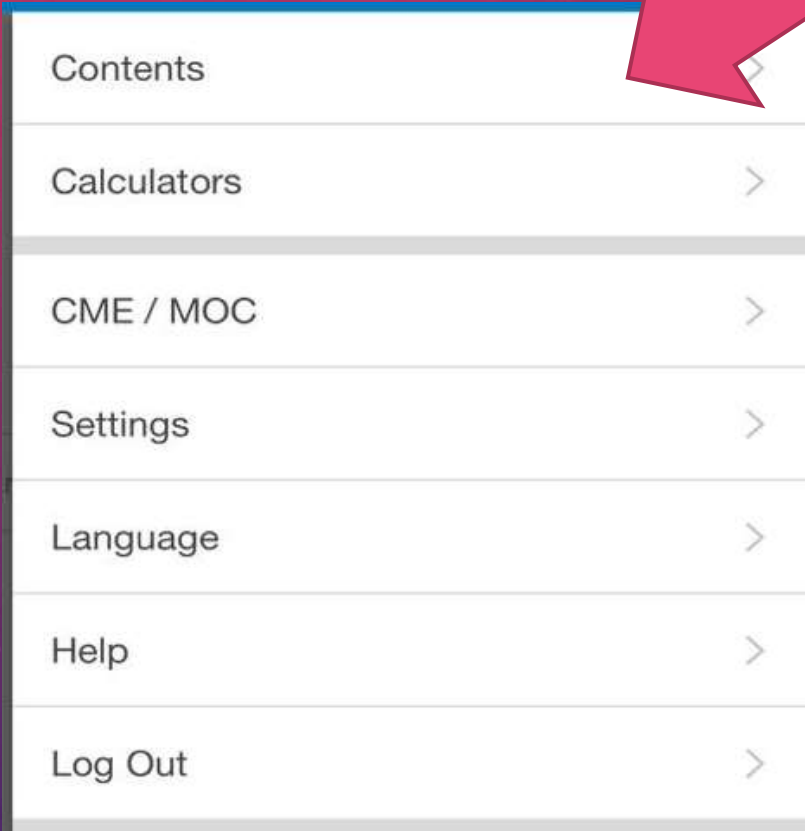 Contents
Calculators
CME / MOC
Settings
Language
Help
Log Out